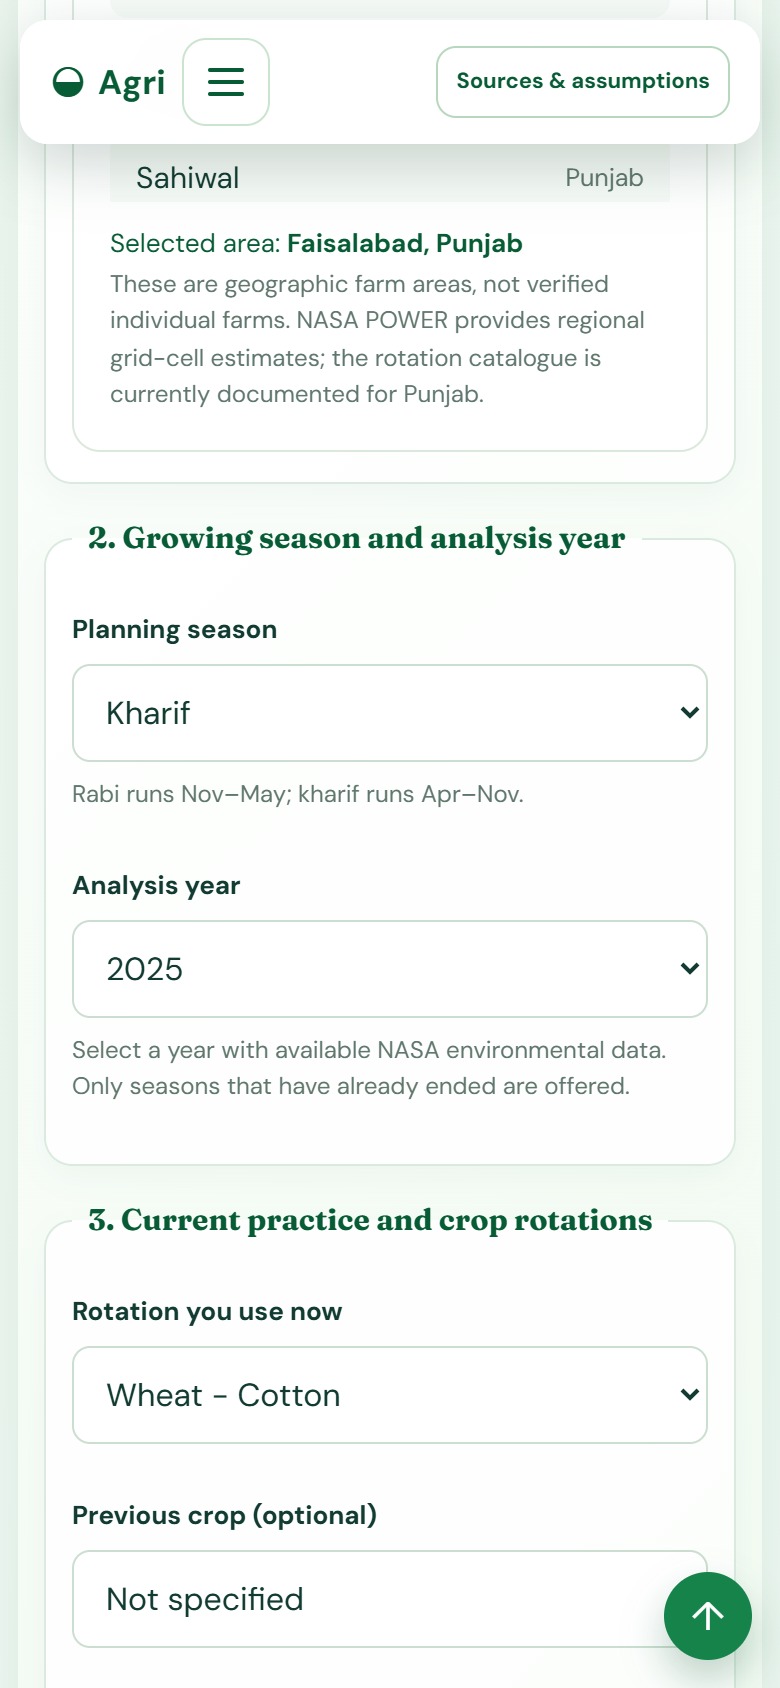 Agri
Sources & assumptions
Sahiwal
Punjab
Selected area: Faisalabad, Punjab
These are geographic farm areas, not verified
individual farms. NASA POWER provides regional
grid-cell estimates; the rotation catalogue is
currently documented for Punjab.
2. Growing season and analysis year
Planning season
Kharif
Rabi runs Nov–May; kharif runs Apr–Nov.
Analysis year
2025
Select a year with available NASA environmental data.
Only seasons that have already ended are offered.
3. Current practice and crop rotations
Rotation you use now
Wheat - Cotton
Previous crop (optional)
Not specified